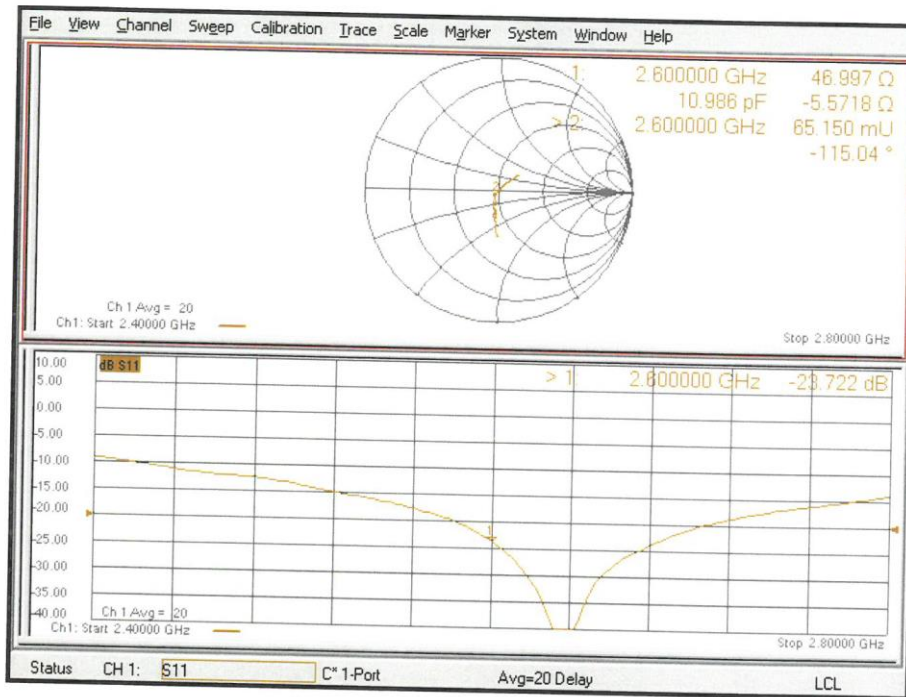 File View Channel Sweep Calibration Trace Scale Marker System Window Help
1: 2.600000 GHz 46.997 Ω
10.986 pF -5.5718 Ω
> 2: 2.600000 GHz 65.150 mU
-115.04 °
Ch 1 Avg = 20
Ch1: Start 2.40000 GHz
Stop 2.80000 GHz
dB S11
> 1: 2.600000 GHz -23.722 dB
10.00
5.00
0.00
-5.00
-10.00
-15.00
-20.00
-25.00
-30.00
-35.00
-40.00
1
Ch 1 Avg = 20
Ch1: Start 2.40000 GHz
Stop 2.80000 GHz
Status CH 1: S11 C* 1-Port Avg=20 Delay LCL